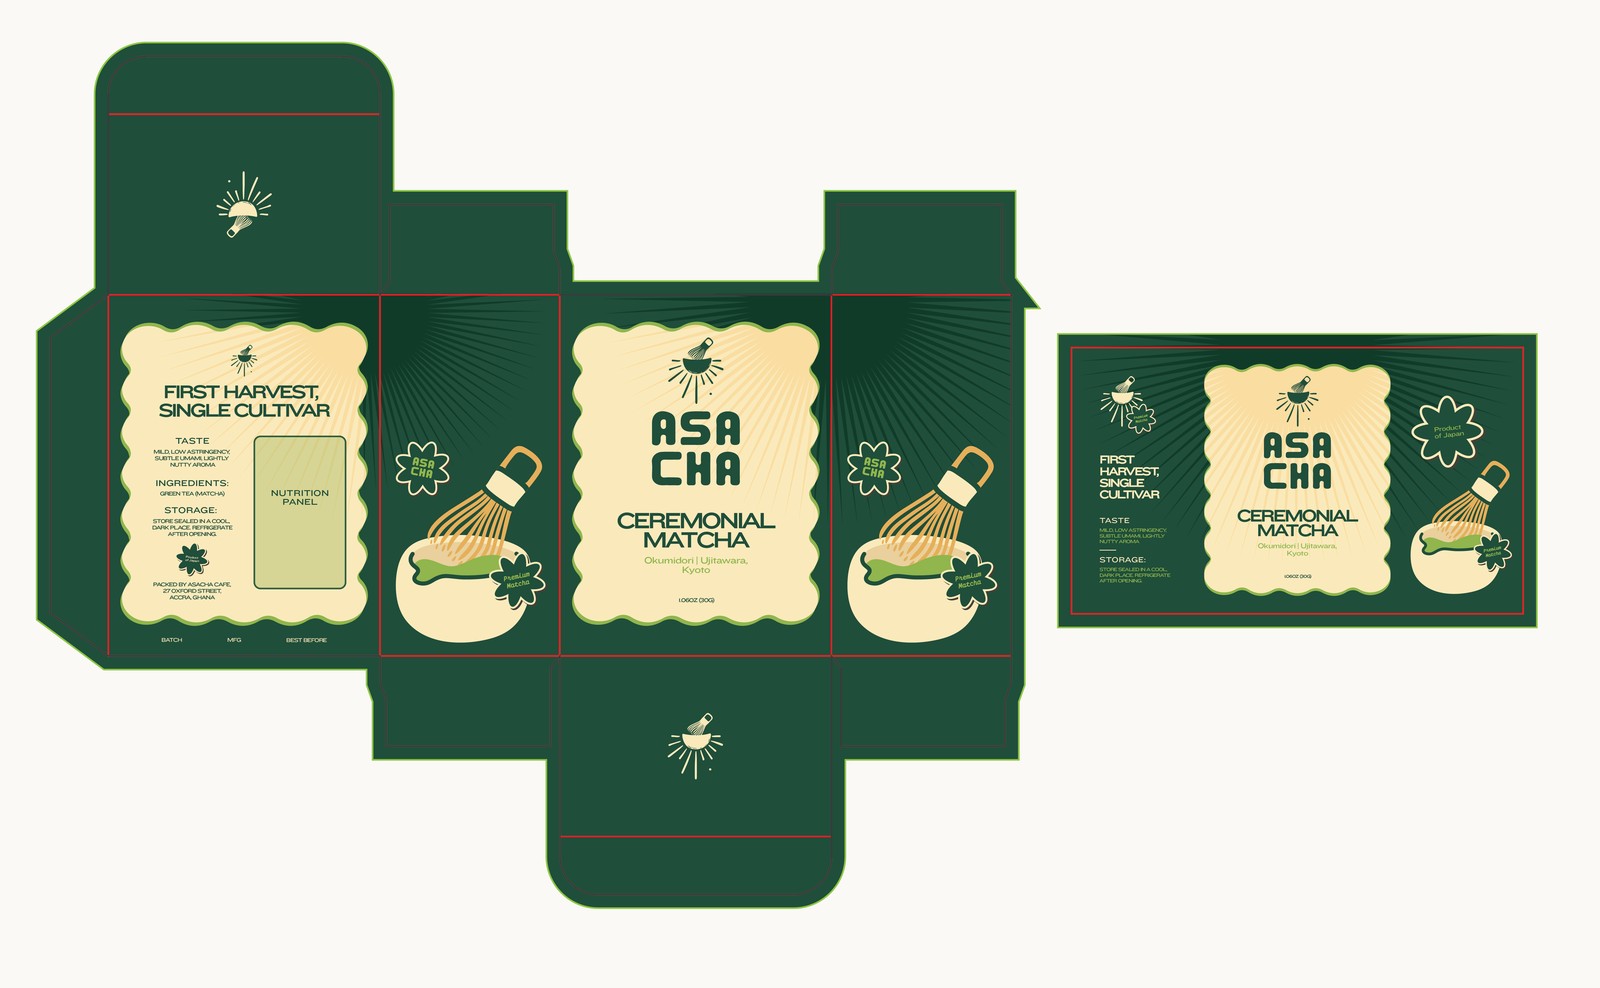 FIRST HARVEST,
SINGLE CULTIVAR
TASTE
MILD, LOW ASTRINGENCY,
SUBTLE UMAMI, LIGHTLY
NUTTY AROMA
INGREDIENTS:
GREEN TEA (MATCHA)
STORAGE:
STORE SEALED IN A COOL,
DARK PLACE. REFRIGERATE
AFTER OPENING.
Product
of Japan
PACKED BY ASACHA CAFE,
27 OXFORD STREET,
ACCRA, GHANA
NUTRITION
PANEL
BATCH MFG BEST BEFORE
ASA
CHA
Premium
Matcha
ASA
CHA
CEREMONIAL
MATCHA
Okumidori | Ujitawara,
Kyoto
1.06OZ (30G)
ASA
CHA
Premium
Matcha
Premium
Matcha
FIRST
HARVEST,
SINGLE
CULTIVAR
TASTE
MILD, LOW ASTRINGENCY,
SUBTLE UMAMI, LIGHTLY
NUTTY AROMA
STORAGE:
STORE SEALED IN A COOL,
DARK PLACE. REFRIGERATE
AFTER OPENING.
ASA
CHA
CEREMONIAL
MATCHA
Okumidori | Ujitawara,
Kyoto
1.06OZ (30G)
Product
of Japan
Premium
Matcha